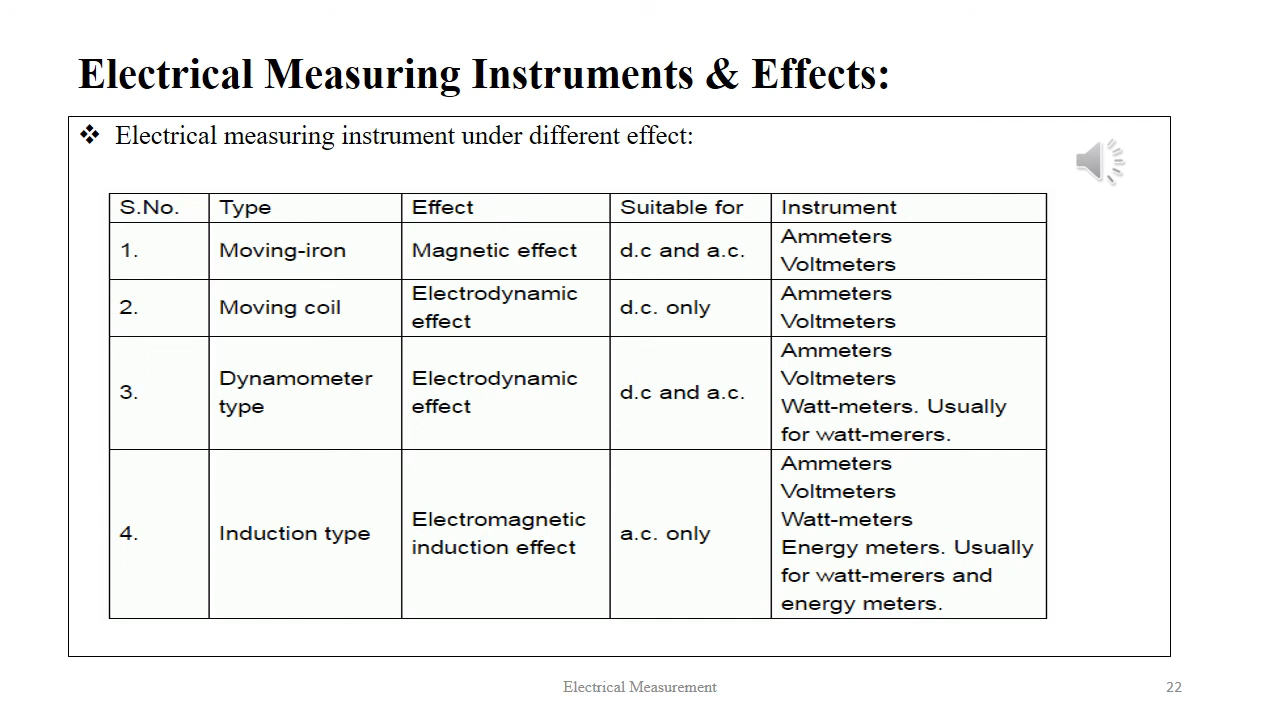 Electrical Measuring Instruments & Effects:
❖ Electrical measuring instrument under different effect:
S.No. Type Effect Suitable for Instrument
1. Moving-iron Magnetic effect d.c and a.c. Ammeters
Voltmeters
2. Moving coil Electrodynamic
effect d.c. only Ammeters
Voltmeters
3. Dynamometer
type Electrodynamic
effect d.c and a.c. Ammeters
Voltmeters
Watt-meters. Usually
for watt-merers.
4. Induction type Electromagnetic
induction effect a.c. only Ammeters
Voltmeters
Watt-meters
Energy meters. Usually
for watt-merers and
energy meters.
Electrical Measurement 22